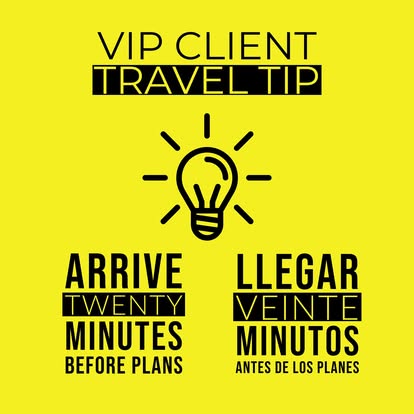 VIP CLIENT
TRAVEL TIP
ARRIVE
TWENTY
MINUTES
BEFORE PLANS
LLEGAR
VEINTE
MINUTOS
ANTES DE LOS PLANES